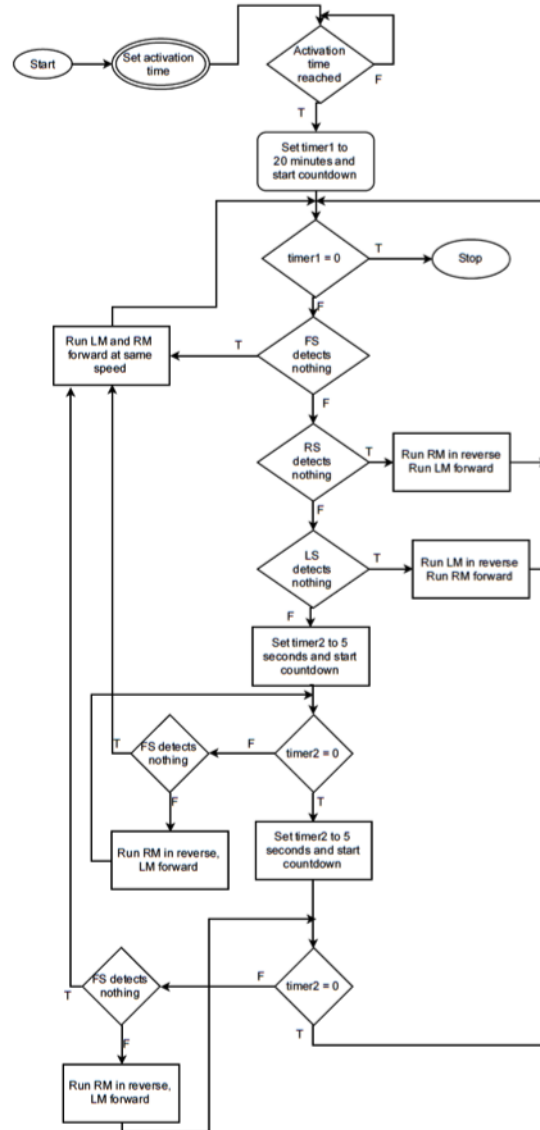 Start
Set activation
time
Activation
time
reached
F
T
Set timer1 to
20 minutes and
start countdown
timer1 = 0
T
Stop
F
Run LM and RM
forward at same
speed
T
FS
detects
nothing
F
RS
detects
nothing
T
Run RM in reverse
Run LM forward
F
LS
detects
nothing
T
Run LM in reverse
Run RM forward
F
Set timer2 to 5
seconds and start
countdown
T
FS detects
nothing
F
timer2 = 0
F
T
Run RM in reverse,
LM forward
Set timer2 to 5
seconds and start
countdown
T
FS detects
nothing
F
timer2 = 0
F
T
Run RM in reverse,
LM forward